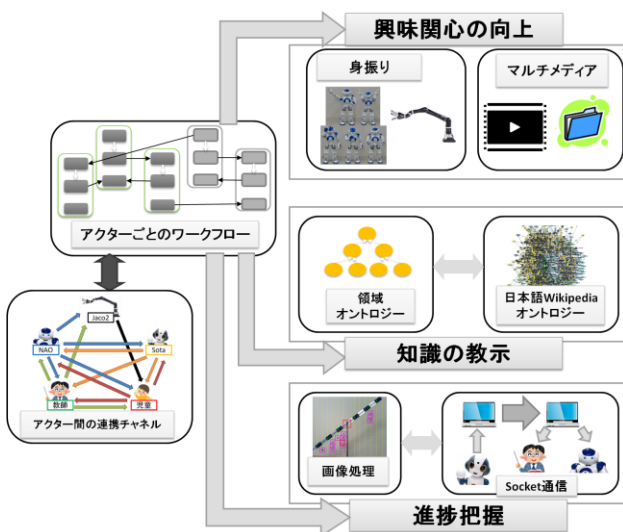 興味関心の向上
身振り
マルチメディア
アクターごとのワークフロー
領域
オントロジー
日本語Wikipedia
オントロジー
知識の教示
Jaco2
NAO
Sota
教師
児童
アクター間の連携チャネル
画像処理
Socket通信
進捗把握